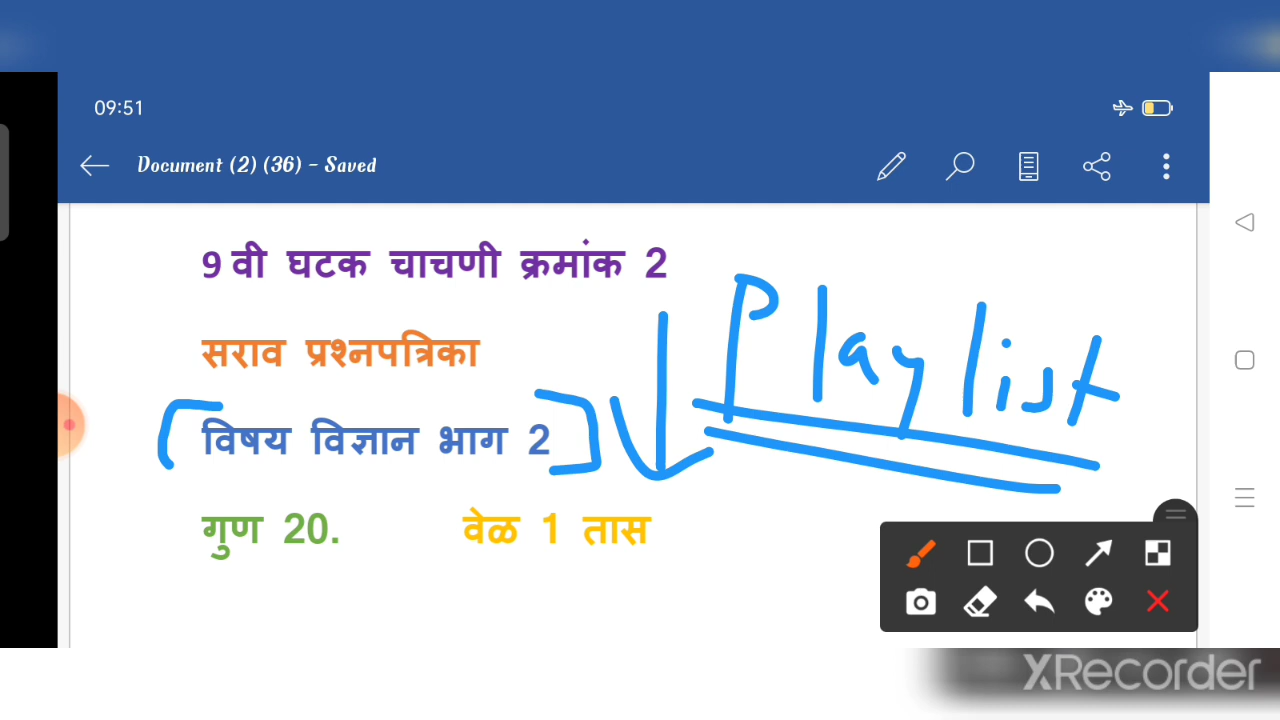 09:51
Document (2) (36) - Saved
9 वी घटक चाचणी क्रमांक 2
सराव प्रश्नपत्रिका
Playlist
विषय विज्ञान भाग 2
गुण 20. वेळ 1 तास
XRecorder